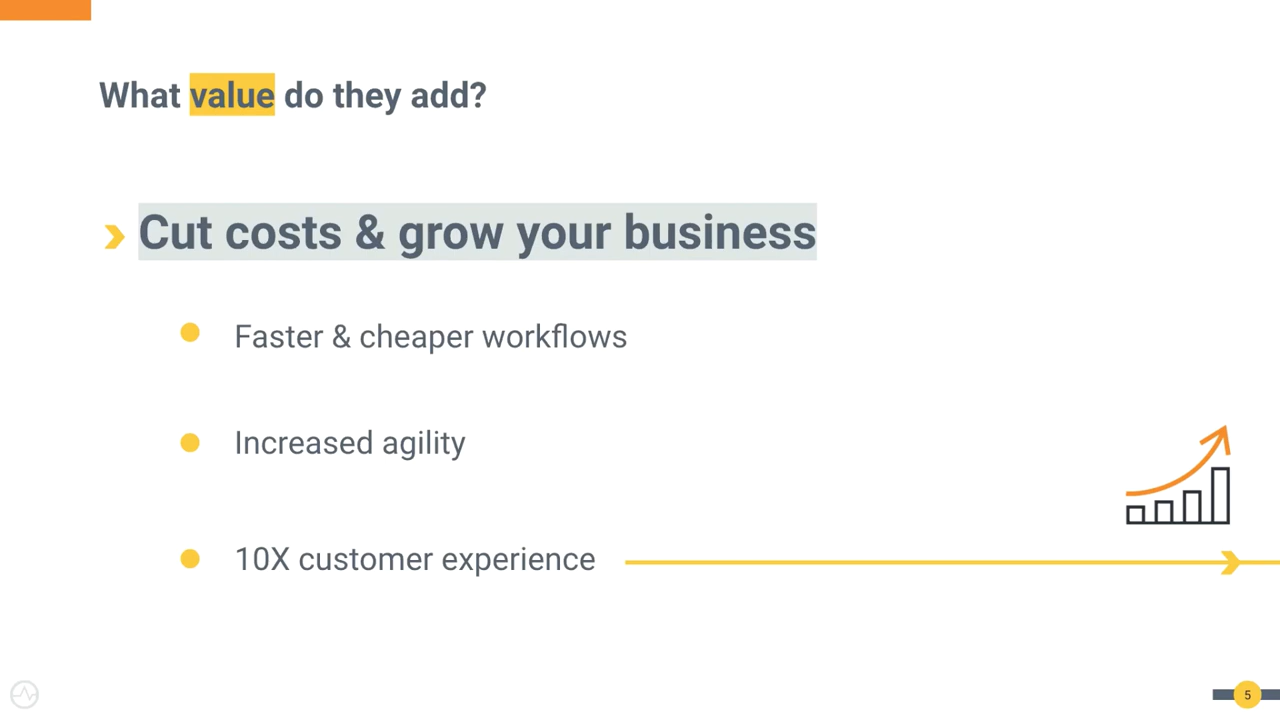 What value do they add?
Cut costs & grow your business
Faster & cheaper workflows
Increased agility
10X customer experience
5